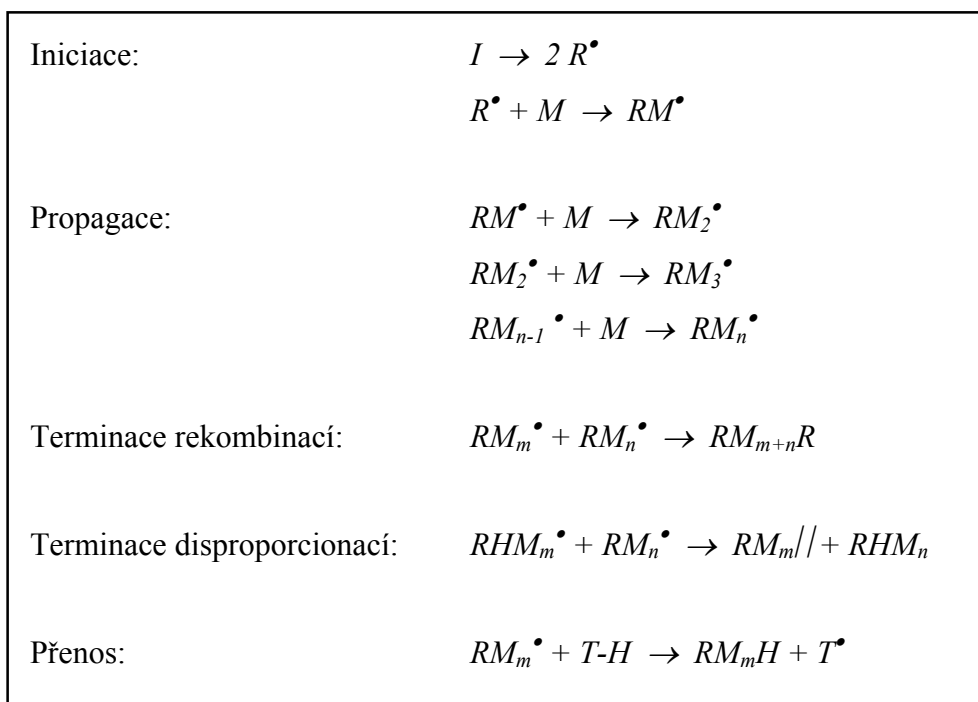 Iniciace: I → 2 R•
R• + M → RM•
Propagace: RM• + M → RM₂•
RM₂• + M → RM₃•
RMₙ₋₁• + M → RMₙ•
Terminace rekombinací: RMₘ• + RMₙ• → RMₘ₊ₙR
Terminace disproporcionací: RHMₘ• + RMₙ• → RMₘ// + RHMₙ
Přenos: RMₘ• + T-H → RMₘH + T•